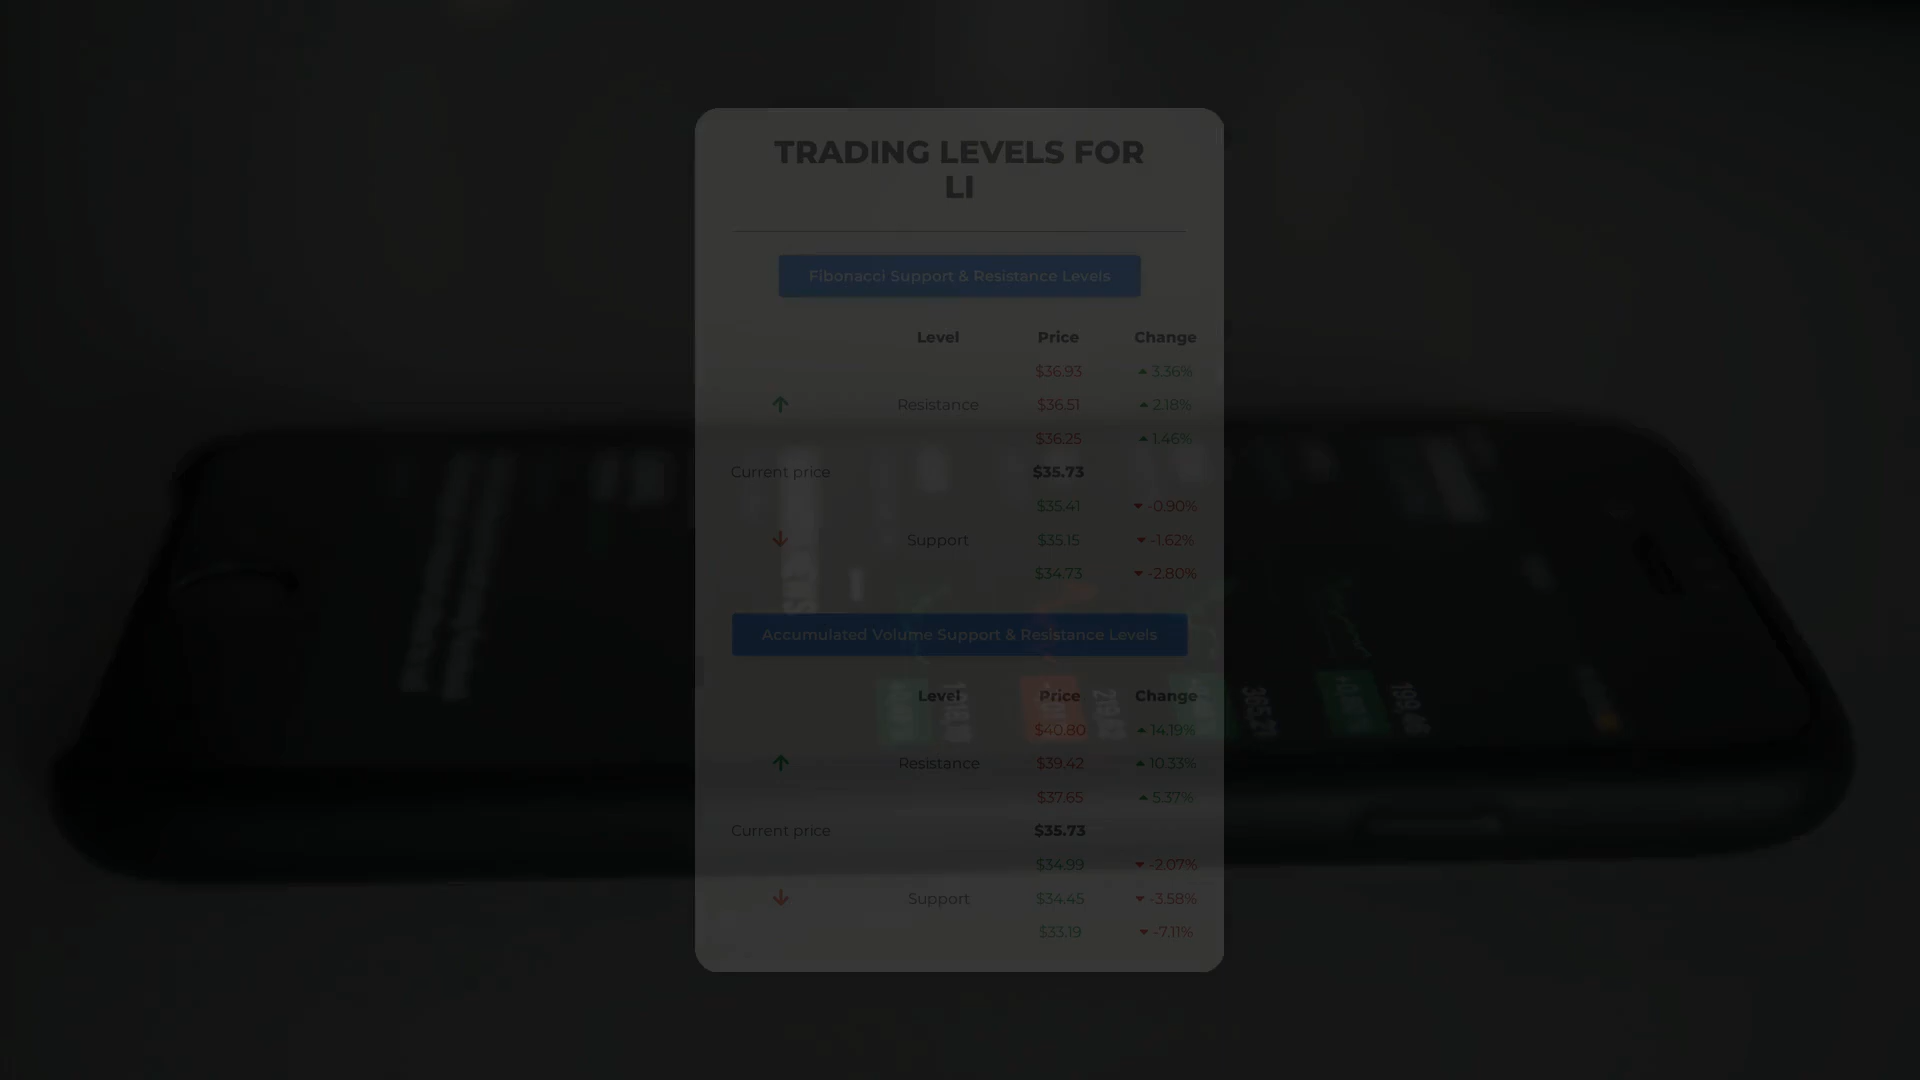 TRADING LEVELS FOR
LI
Fibonacci Support & Resistance Levels
Level Price Change
$36.93 3.36%
Resistance $36.51 2.18%
$36.25 1.46%
Current price $35.73
$35.41 -0.90%
Support $35.15 -1.62%
$34.73 -2.80%
Accumulated Volume Support & Resistance Levels
Level Price Change
$40.80 14.19%
Resistance $39.42 10.33%
$37.65 5.37%
Current price $35.73
$34.99 -2.07%
Support $34.45 -3.58%
$33.19 -7.11%